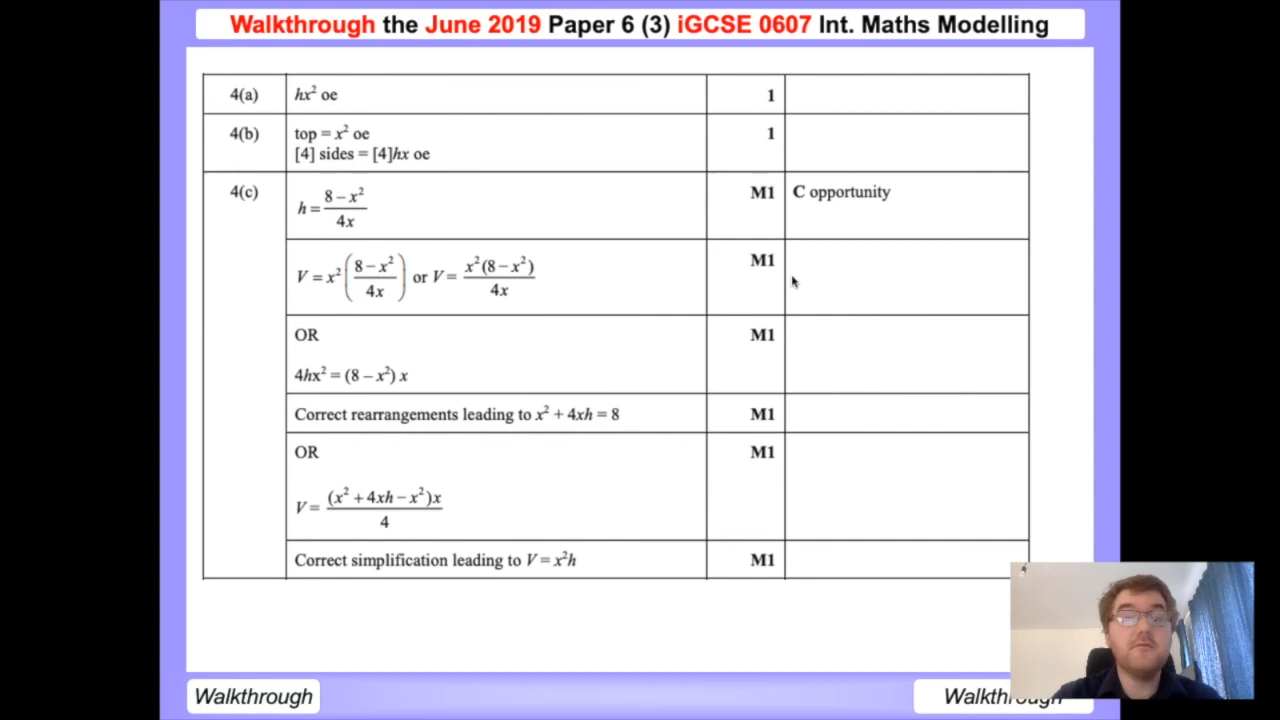 Walkthrough the June 2019 Paper 6 (3) iGCSE 0607 Int. Maths Modelling
4(a) hx² oe 1
4(b) top = x² oe 1
[4] sides = [4]hx oe
4(c) h = (8 – x²)/4x M1 C opportunity
V = x²((8 – x²)/4x) or V = x²(8 – x²)/4x M1
OR M1
4hx² = (8 – x²) x
Correct rearrangements leading to x² + 4xh = 8 M1
OR M1
V = (x² + 4xh – x²)x/4
Correct simplification leading to V = x²h M1
Walkthrough Walkthrough